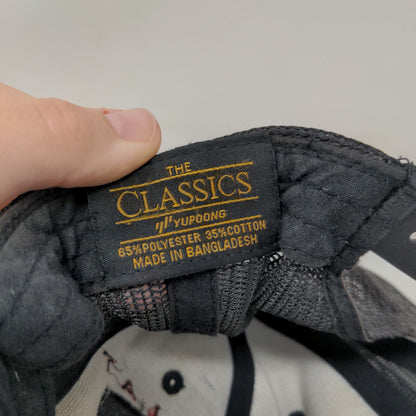 THE
CLASSICS
YUPOONG
65% POLYESTER 35% COTTON
MADE IN BANGLADESH